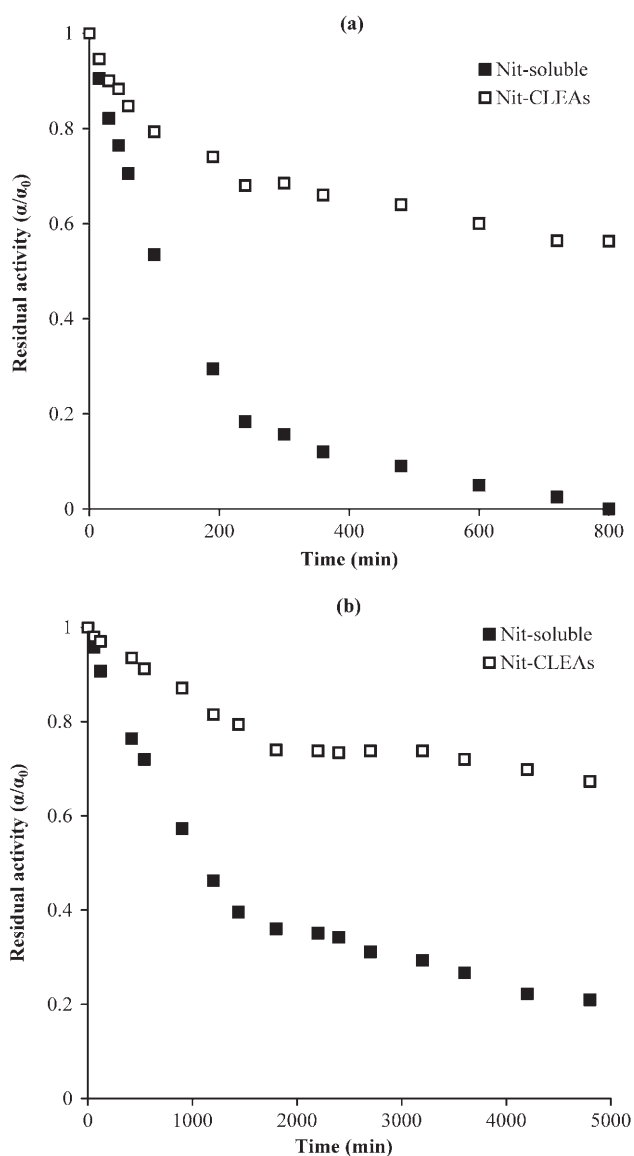 (a)
1
0.8
0.6
0.4
0.2
0
0
200
400
600
800
Residual activity (α/α₀)
Time (min)
Nit-soluble
Nit-CLEAs
(b)
1
0.8
0.6
0.4
0.2
0
0
1000
2000
3000
4000
5000
Residual activity (α/α₀)
Time (min)
Nit-soluble
Nit-CLEAs